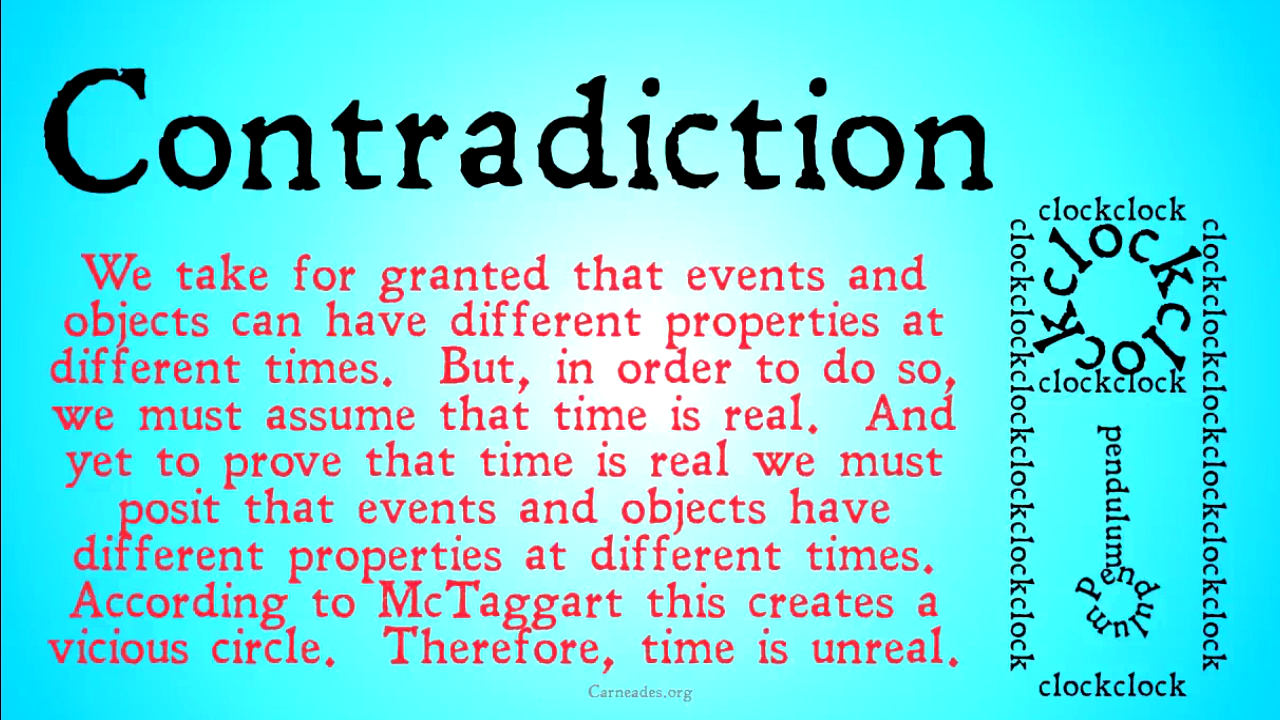 Contradiction
We take for granted that events and
objects can have different properties at
different times. But, in order to do so,
we must assume that time is real. And
yet to prove that time is real we must
posit that events and objects have
different properties at different times.
According to McTaggart this creates a
vicious circle. Therefore, time is unreal.
Carneades.org
clockclock
clockclockclockclockclockclock
clockclock
clockclockclockclockclockclock
clockclock
pendulum
pendulum
clockclock